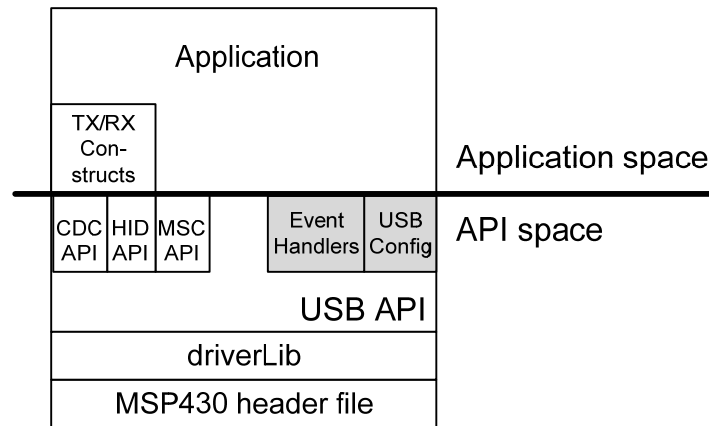 Application
TX/RX
Con-
structs
Application space
CDC
API
HID
API
MSC
API
Event
Handlers
USB
Config
API space
USB API
driverLib
MSP430 header file